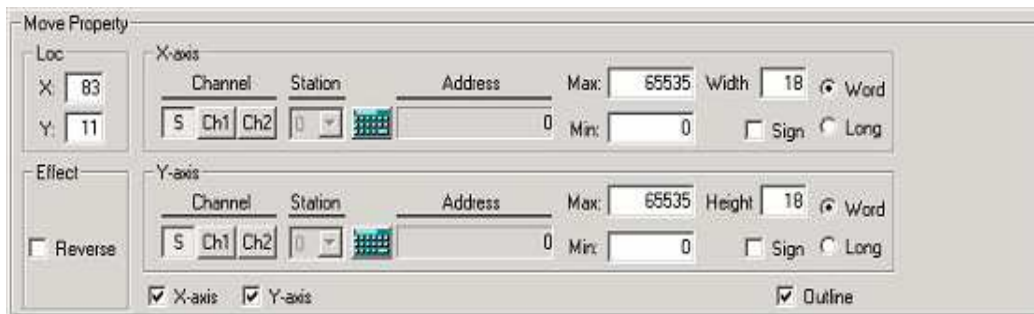 Move Property
Loc
X: 83
Y: 11
X-axis
Channel Station Address Max: 65535 Width 18 Word
S Ch1 Ch2 0 0 Min: 0 Sign Long
Effect
Reverse
Y-axis
Channel Station Address Max: 65535 Height 18 Word
S Ch1 Ch2 0 0 Min: 0 Sign Long
X-axis Y-axis Outline